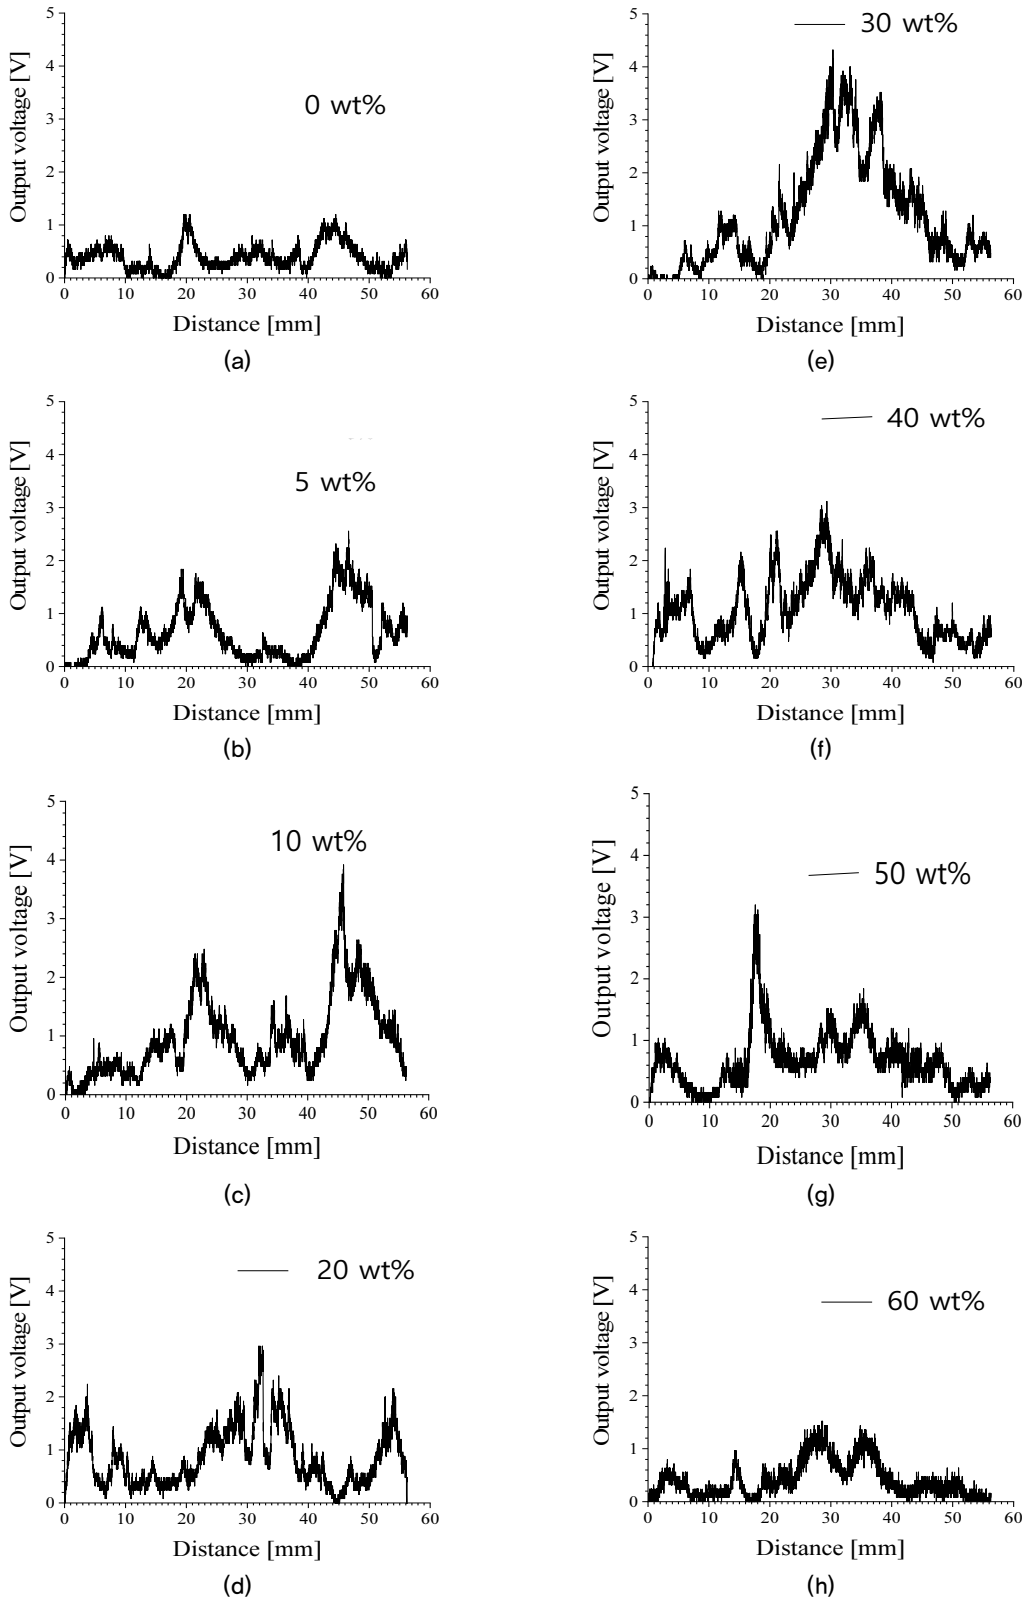 5
4
3
2
1
0
0 10 20 30 40 50 60
Output voltage [V]
0 wt%
Distance [mm]
(a)
5
4
3
2
1
0
0 10 20 30 40 50 60
Output voltage [V]
30 wt%
Distance [mm]
(e)
5
4
3
2
1
0
0 10 20 30 40 50 60
Output voltage [V]
5 wt%
Distance [mm]
(b)
5
4
3
2
1
0
0 10 20 30 40 50 60
Output voltage [V]
40 wt%
Distance [mm]
(f)
5
4
3
2
1
0
0 10 20 30 40 50 60
Output voltage [V]
10 wt%
Distance [mm]
(c)
5
4
3
2
1
0
0 10 20 30 40 50 60
Output voltage [V]
50 wt%
Distance [mm]
(g)
5
4
3
2
1
0
0 10 20 30 40 50 60
Output voltage [V]
20 wt%
Distance [mm]
(d)
5
4
3
2
1
0
0 10 20 30 40 50 60
Output voltage [V]
60 wt%
Distance [mm]
(h)